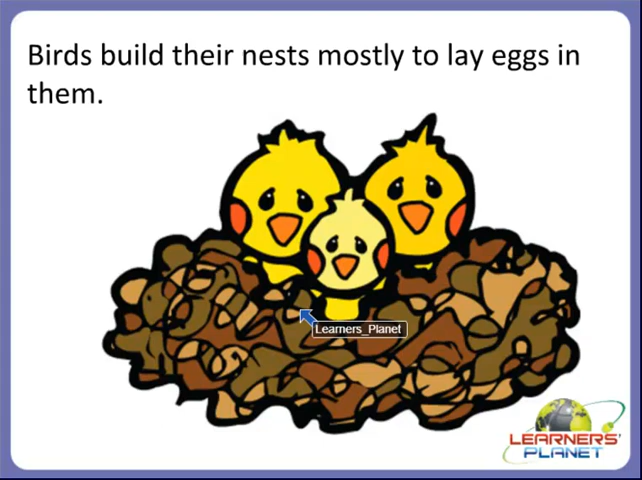 Birds build their nests mostly to lay eggs in
them.
Learners_Planet
LEARNERS'
PLANET